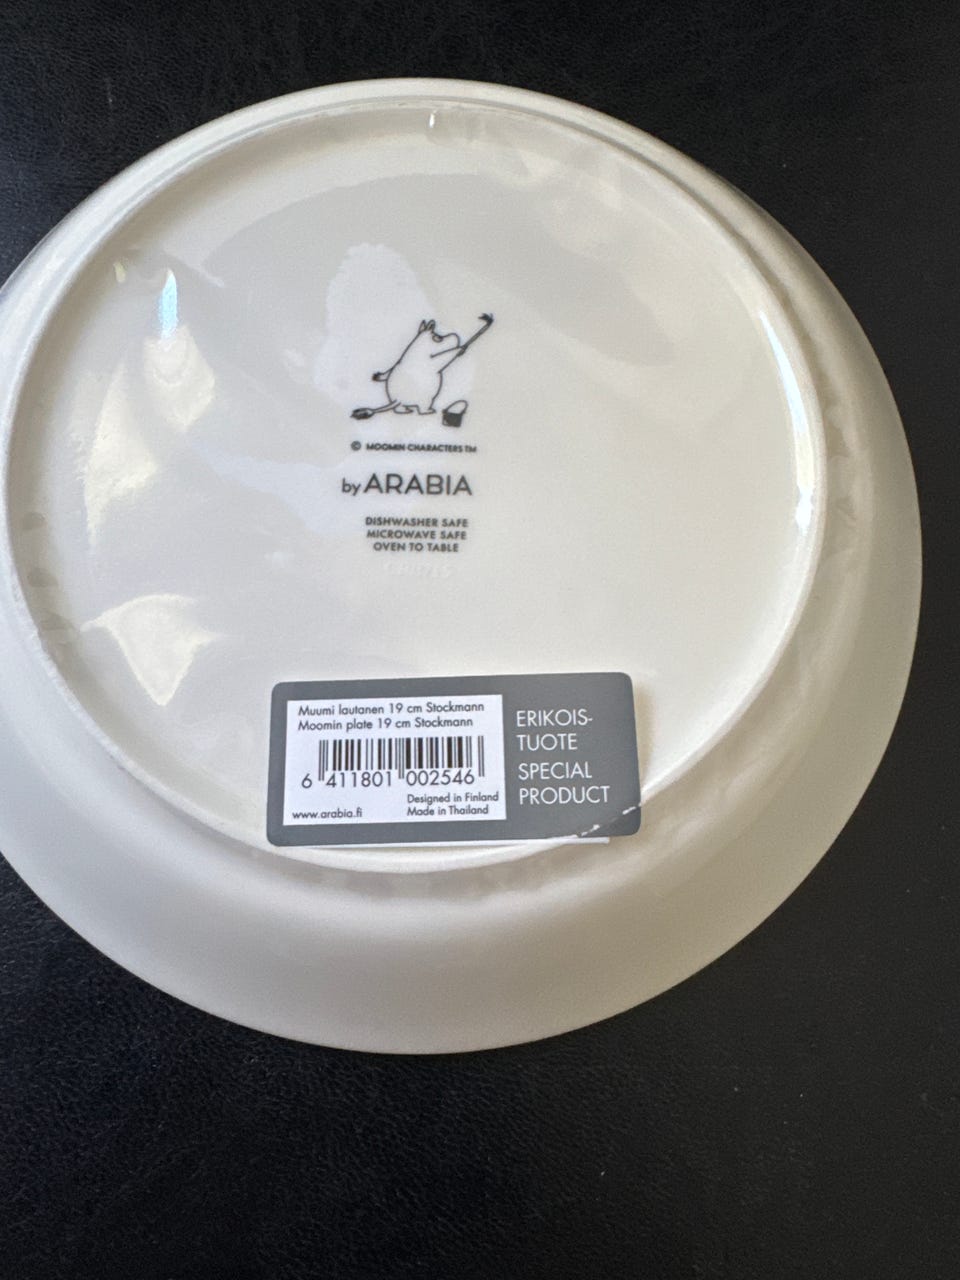 © MOOMIN CHARACTERS TM
by ARABIA
DISHWASHER SAFE
MICROWAVE SAFE
OVEN TO TABLE
Muumi lautanen 19 cm Stockmann
Moomin plate 19 cm Stockmann
6 411801 002546
www.arabia.fi
Designed in Finland
Made in Thailand
ERIKOIS-
TUOTE
SPECIAL
PRODUCT